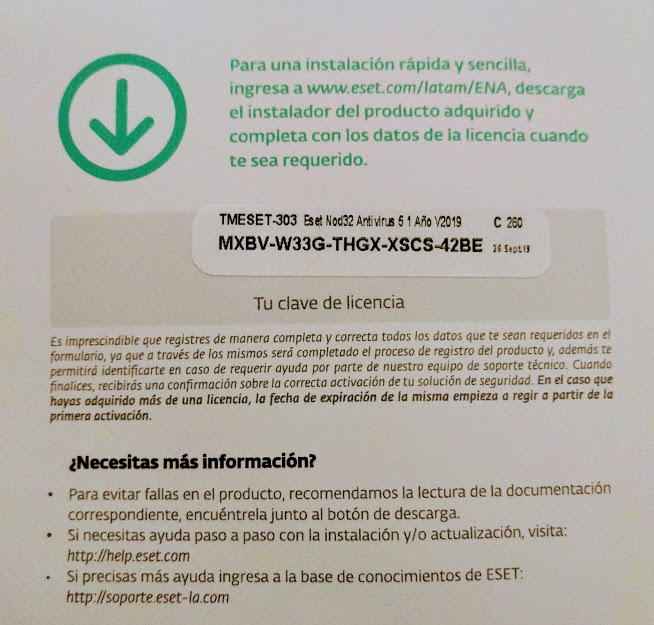 Para una instalación rápida y sencilla,
ingresa a www.eset.com/latam/ENA, descarga
el instalador del producto adquirido y
completa con los datos de la licencia cuando
te sea requerido.
TMESET-303 Eset Nod32 Antivirus 5 1 Año V2019 C 260
MXBV-W33G-THGX-XSCS-42BE 26 Sept 19
Tu clave de licencia
Es imprescindible que registres de manera completa y correcta todos los datos que te sean requeridos en el
formulario, ya que a través de los mismos será completado el proceso de registro del producto y, además te
permitirá identificarte en caso de requerir ayuda por parte de nuestro equipo de soporte técnico. Cuando
finalices, recibirás una confirmación sobre la correcta activación de tu solución de seguridad. En el caso que
hayas adquirido más de una licencia, la fecha de expiración de la misma empieza a regir a partir de la
primera activación.
¿Necesitas más información?
• Para evitar fallas en el producto, recomendamos la lectura de la documentación
correspondiente, encuéntrela junto al botón de descarga.
• Si necesitas ayuda paso a paso con la instalación y/o actualización, visita:
http://help.eset.com
• Si precisas más ayuda ingresa a la base de conocimientos de ESET:
http://soporte.eset-la.com